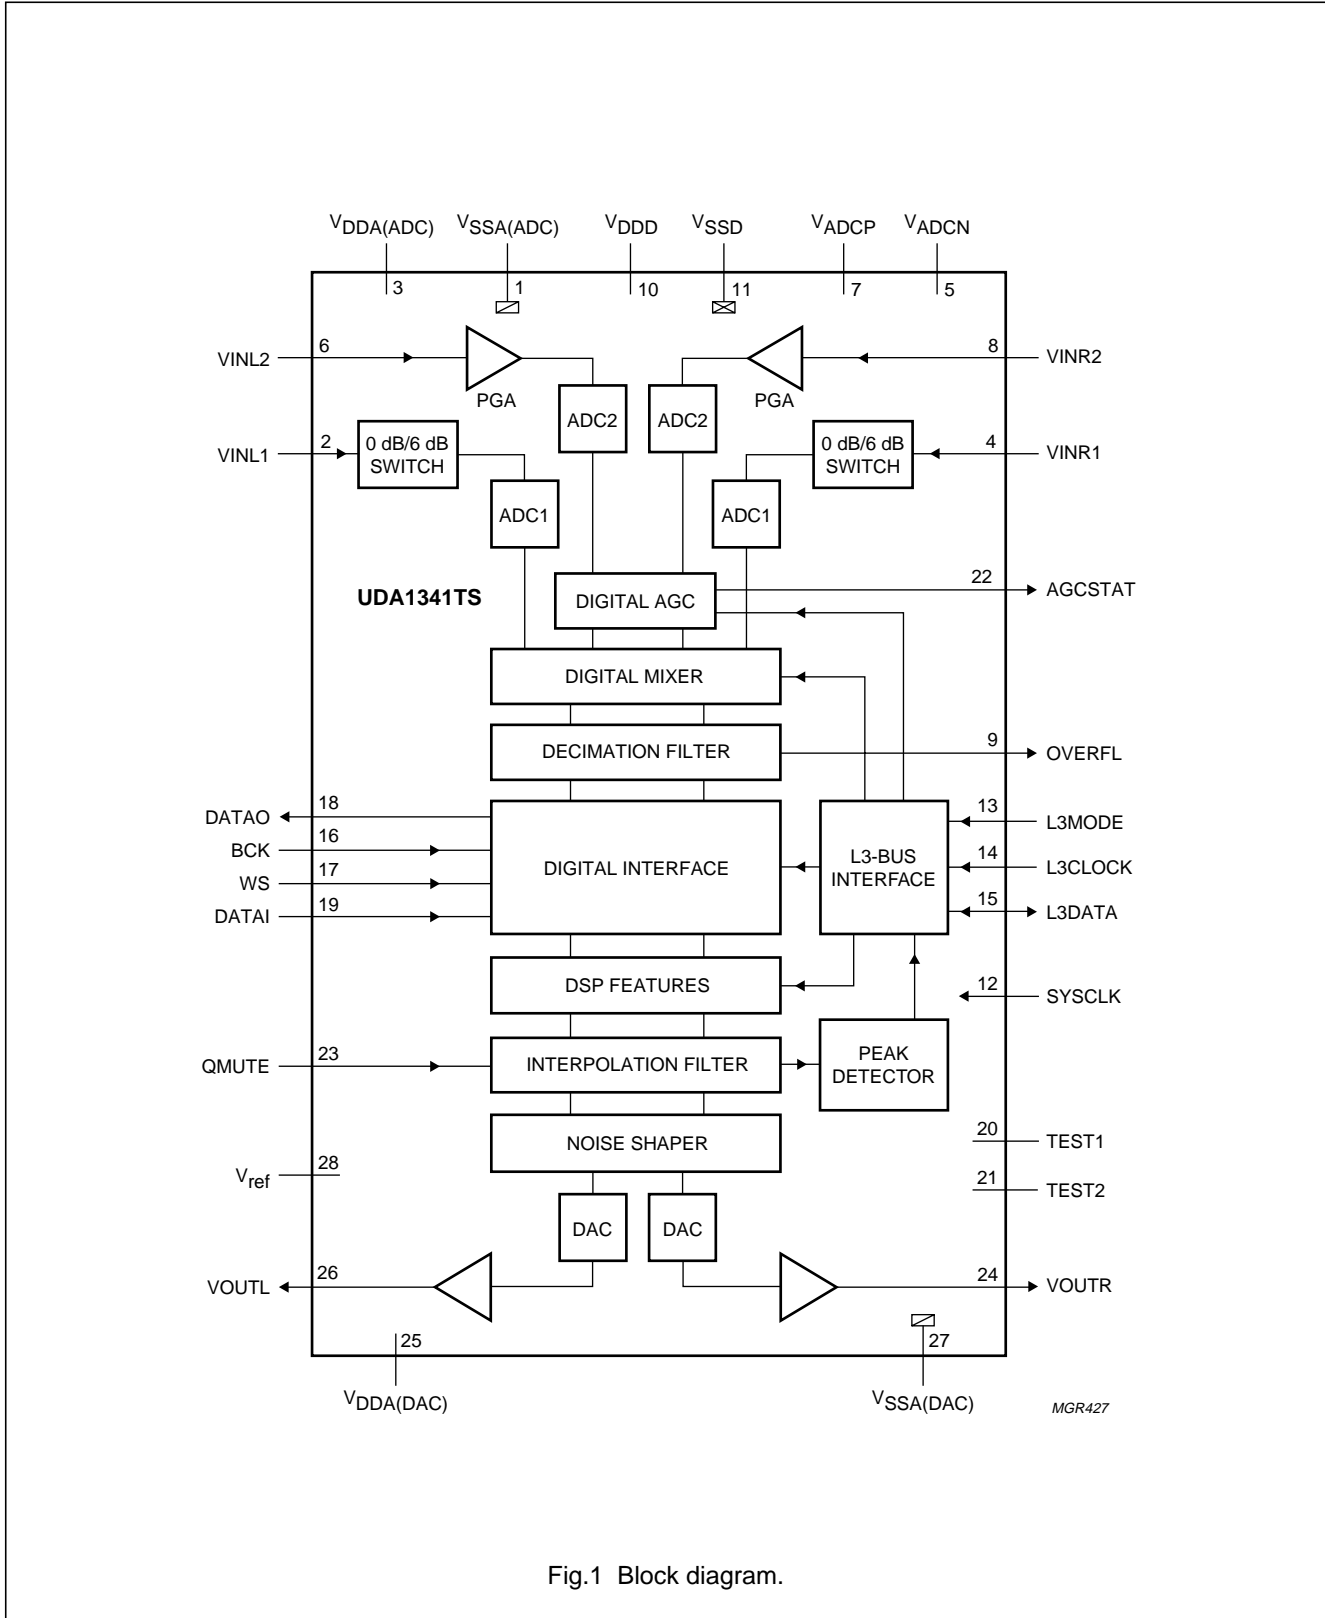 VDDA(ADC) VSSA(ADC) VDDD VSSD VADCP VADCN
3 1 10 11 7 5
VINL2 6 8 VINR2
PGA ADC2 ADC2 PGA
VINL1 2 0 dB/6 dB 0 dB/6 dB 4 VINR1
SWITCH SWITCH
ADC1 ADC1
UDA1341TS DIGITAL AGC 22 AGCSTAT
DIGITAL MIXER
DECIMATION FILTER 9 OVERFL
DATAO 18 13 L3MODE
BCK 16
DIGITAL INTERFACE L3-BUS 14 L3CLOCK
INTERFACE
WS 17
DATAI 19 15 L3DATA
DSP FEATURES 12 SYSCLK
QMUTE 23 INTERPOLATION FILTER PEAK
DETECTOR
NOISE SHAPER 20 TEST1
Vref 28 21 TEST2
DAC DAC
VOUTL 26 24 VOUTR
25 27
VDDA(DAC) VSSA(DAC)
MGR427
Fig.1 Block diagram.